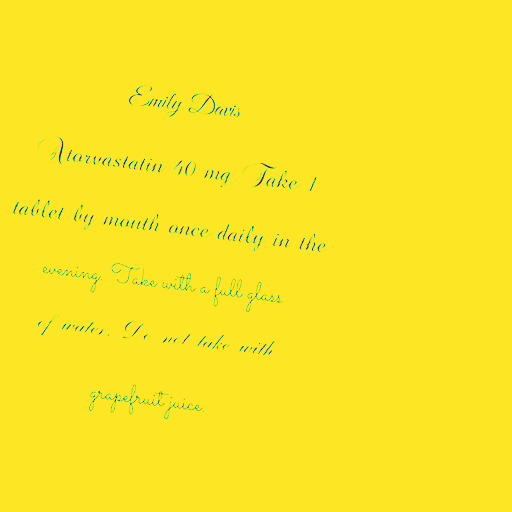 Emily Davis
Atorvastatin 40 mg Take 1
tablet by mouth once daily in the
evening. Take with a full glass
of water. Do not take with
grapefruit juice.